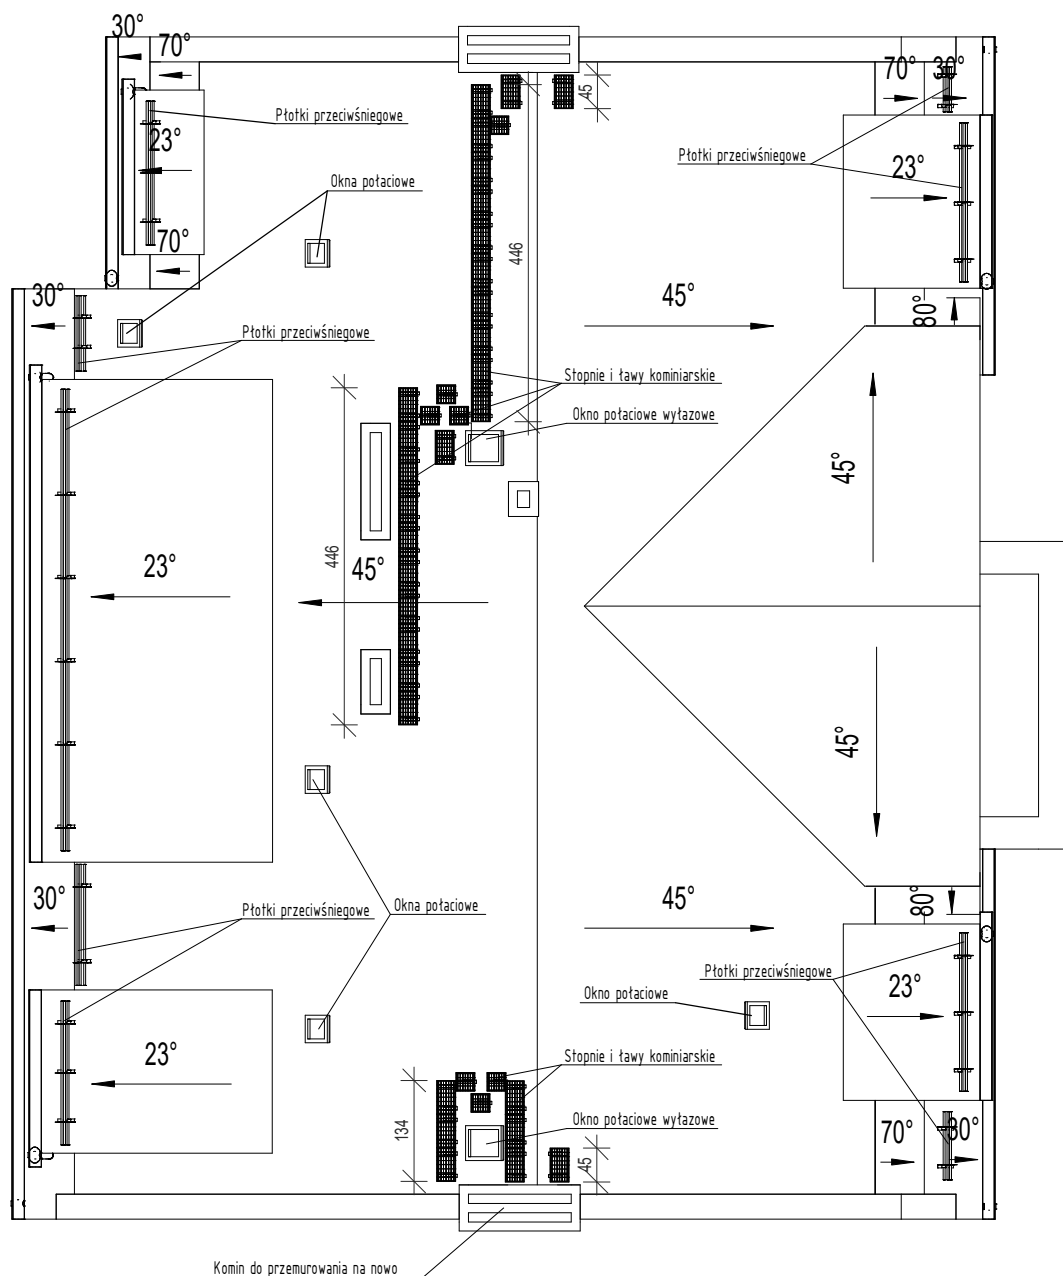 30°
70°
Płotki przeciwśniegowe
23°
Okna połaciowe
70°
30°
Płotki przeciwśniegowe
45
446
70°
30°
Płotki przeciwśniegowe
23°
45°
80°
Stopnie i ławy kominiarskie
Okno połaciowe wyłazowe
446
45°
23°
45°
45°
30°
Płotki przeciwśniegowe
Okna połaciowe
45°
80°
Płotki przeciwśniegowe
23°
Okno połaciowe
23°
Stopnie i ławy kominiarskie
134
Okno połaciowe wyłazowe
45
70°
30°
Komin do przemurowania na nowo